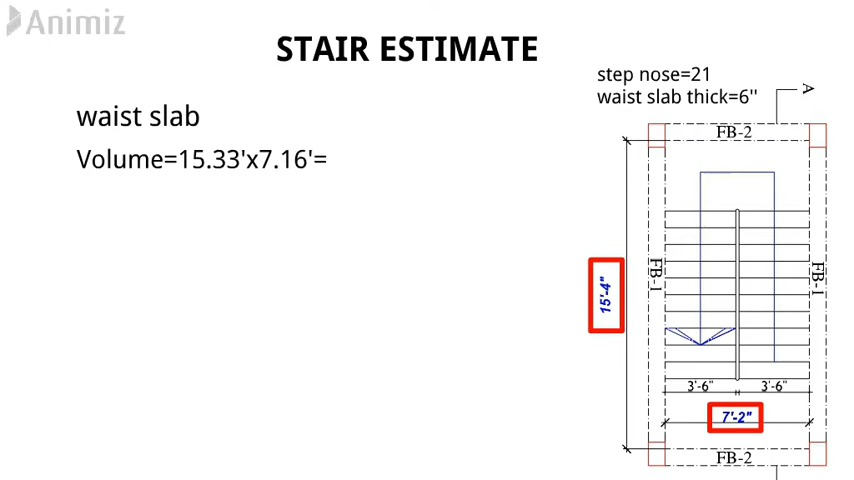 Animiz
STAIR ESTIMATE
step nose=21
waist slab thick=6''
waist slab
Volume=15.33'x7.16'=
A
FB-2
FB-1
FB-1
15'-4"
3'-6"
3'-6"
7'-2"
FB-2